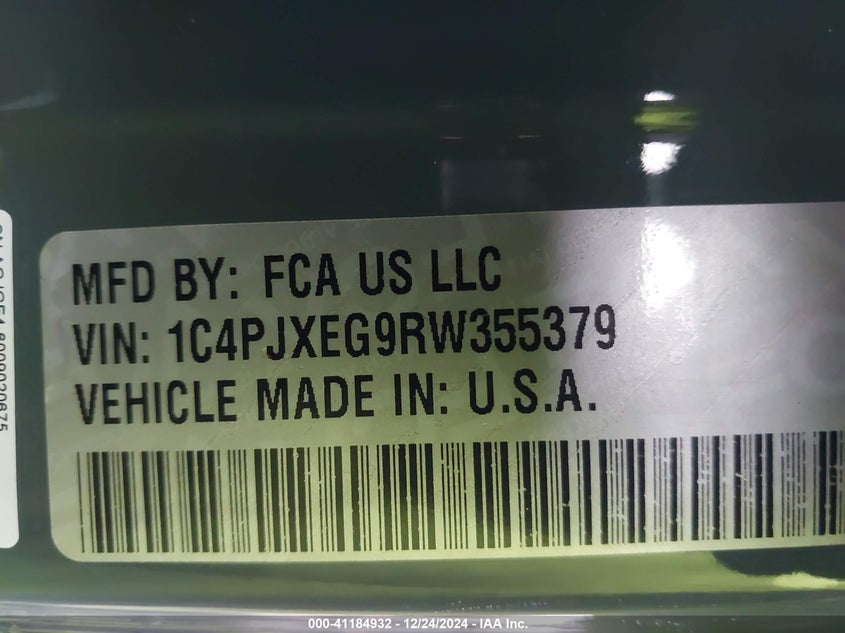 MFD BY: FCA US LLC
VIN: 1C4PJXEG9RW355379
VEHICLE MADE IN: U.S.A.
000-41184932 - 12/24/2024 - IAA Inc.